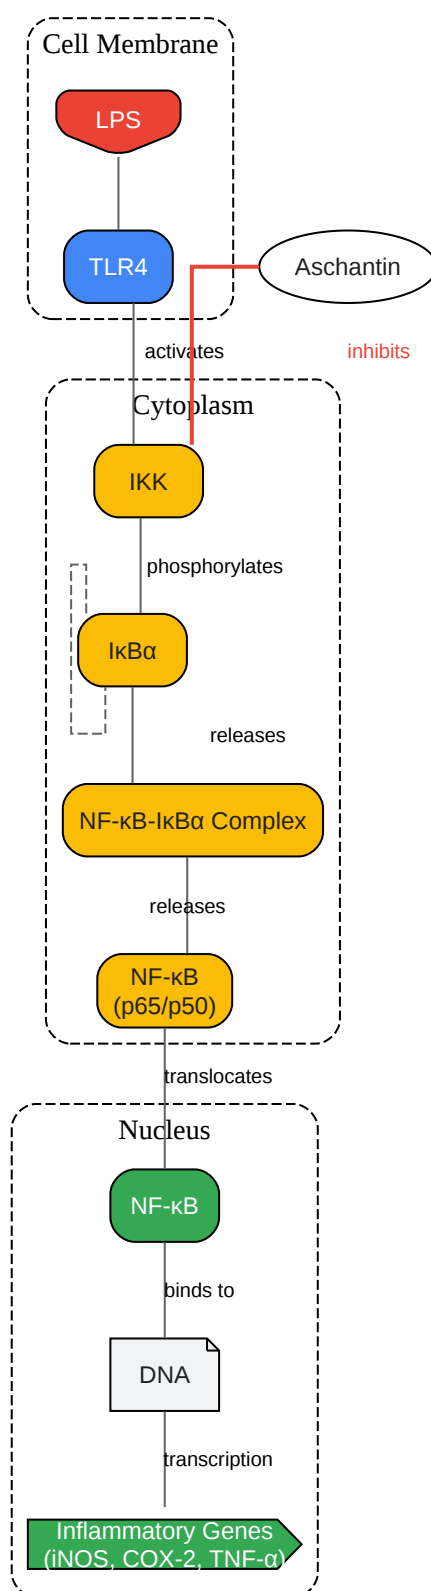 Cell Membrane
LPS
TLR4
Aschantin
activates
inhibits
Cytoplasm
IKK
phosphorylates
IκBα
releases
NF-κB-IκBα Complex
releases
NF-κB
(p65/p50)
translocates
Nucleus
NF-κB
binds to
DNA
transcription
Inflammatory Genes
(iNOS, COX-2, TNF-α)